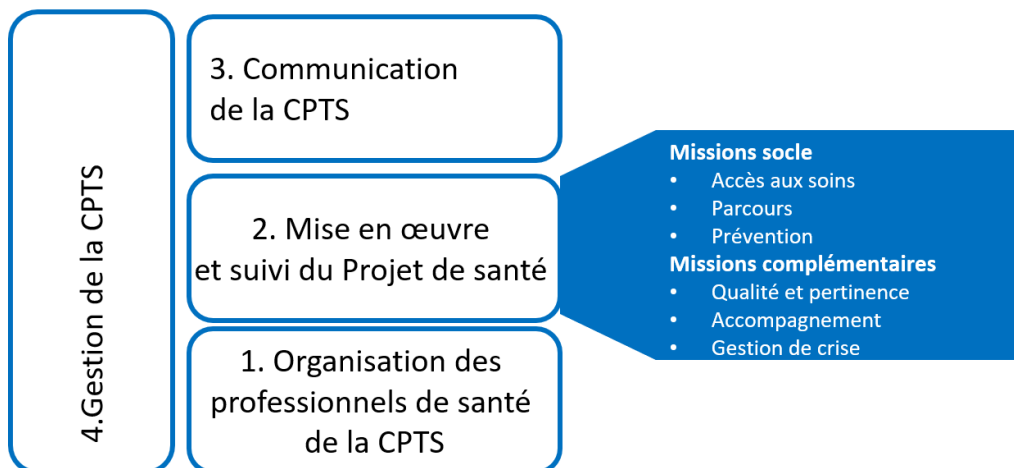 4.Gestion de la CPTS
3. Communication
de la CPTS
2. Mise en œuvre
et suivi du Projet de santé
1. Organisation des
professionnels de santé
de la CPTS
Missions socle
• Accès aux soins
• Parcours
• Prévention
Missions complémentaires
• Qualité et pertinence
• Accompagnement
• Gestion de crise